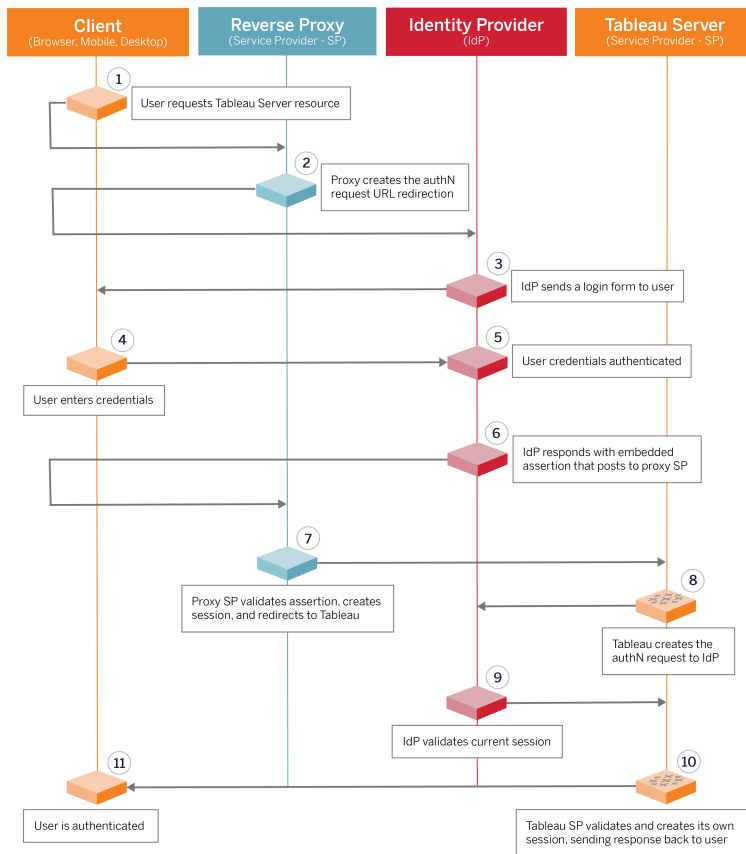 Client
(Browser, Mobile, Desktop)
Reverse Proxy
(Service Provider - SP)
Identity Provider
(IdP)
Tableau Server
(Service Provider - SP)
1
User requests Tableau Server resource
2
Proxy creates the authN
request URL redirection
3
IdP sends a login form to user
4
User enters credentials
5
User credentials authenticated
6
IdP responds with embedded
assertion that posts to proxy SP
7
Proxy SP validates assertion, creates
session, and redirects to Tableau
8
Tableau creates the
authN request to IdP
9
IdP validates current session
10
Tableau SP validates and creates its own
session, sending response back to user
11
User is authenticated